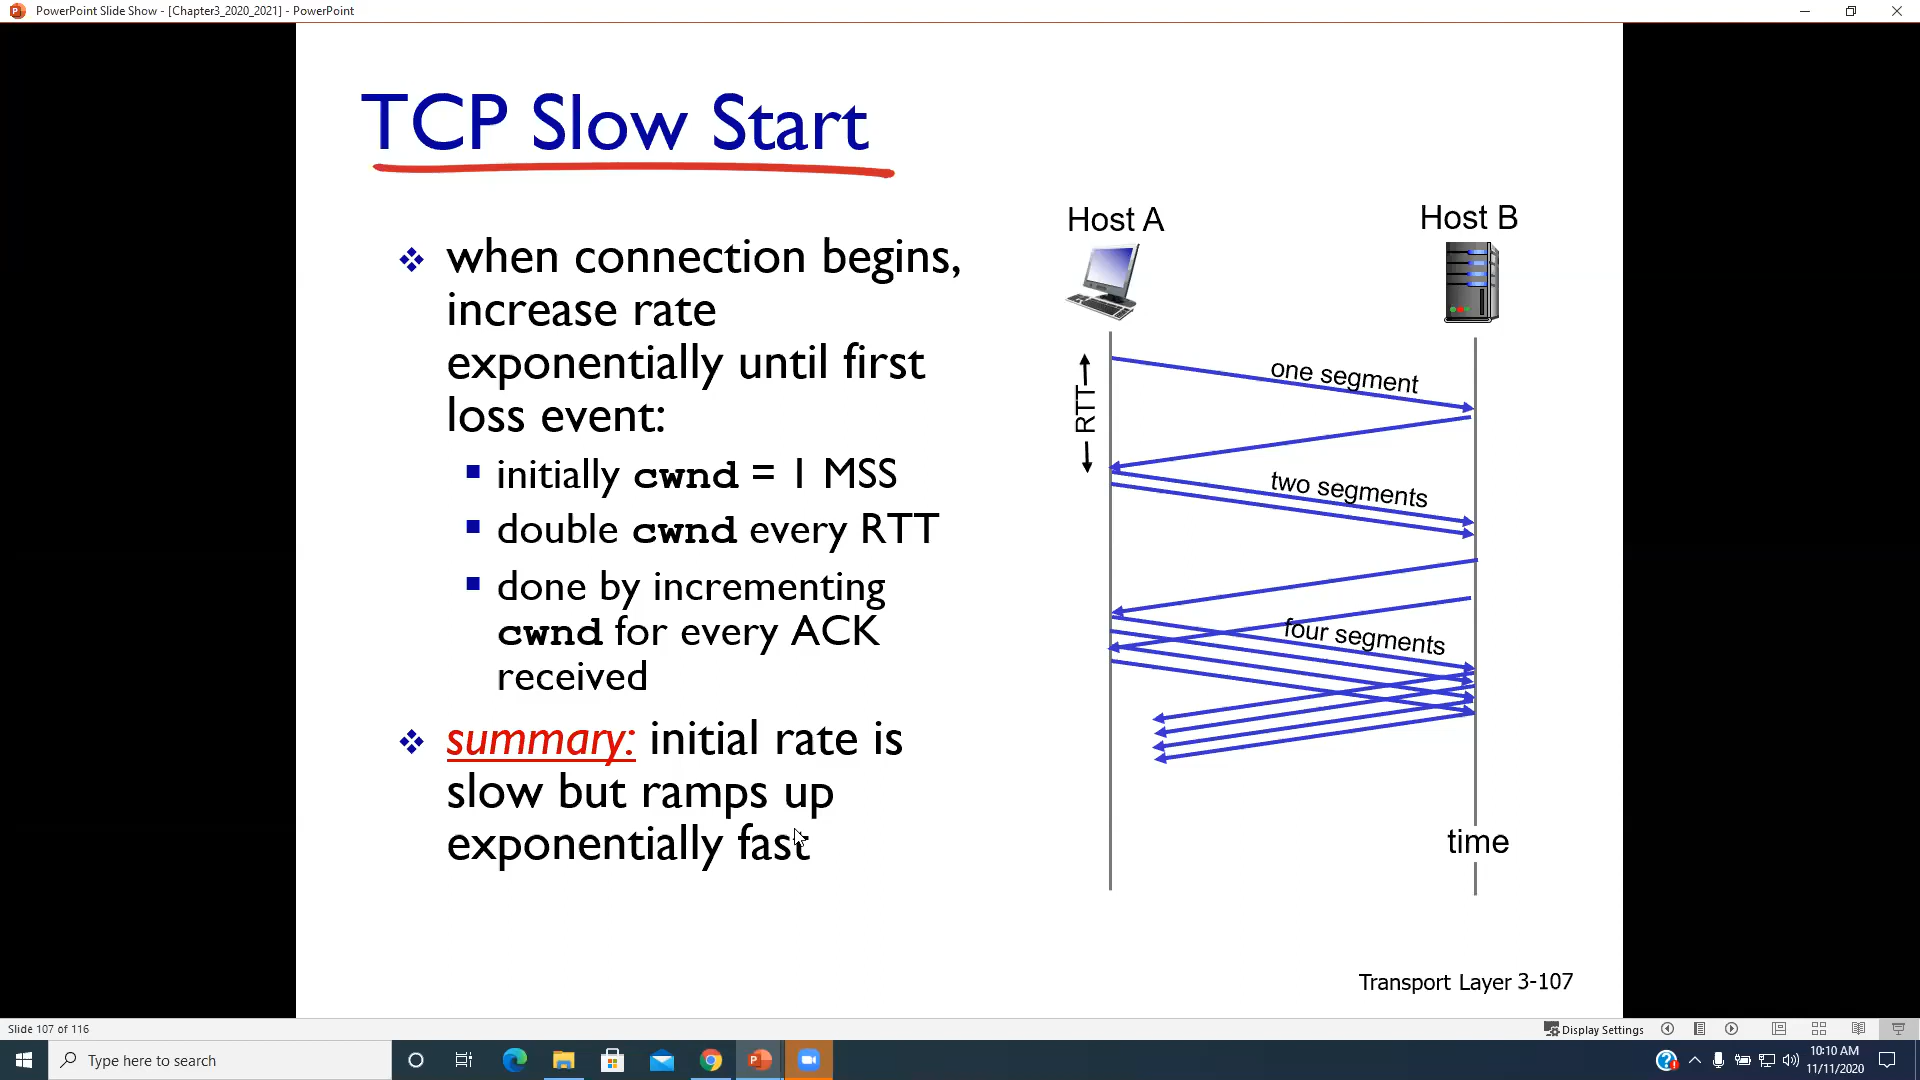 PowerPoint Slide Show - [Chapter3_2020_2021] - PowerPoint
TCP Slow Start
when connection begins,
increase rate
exponentially until first
loss event:
initially cwnd = 1 MSS
double cwnd every RTT
done by incrementing
cwnd for every ACK
received
summary: initial rate is
slow but ramps up
exponentially fast
Host A
Host B
RTT
one segment
two segments
four segments
time
Transport Layer 3-107
Slide 107 of 116
Display Settings
Type here to search
10:10 AM
11/11/2020